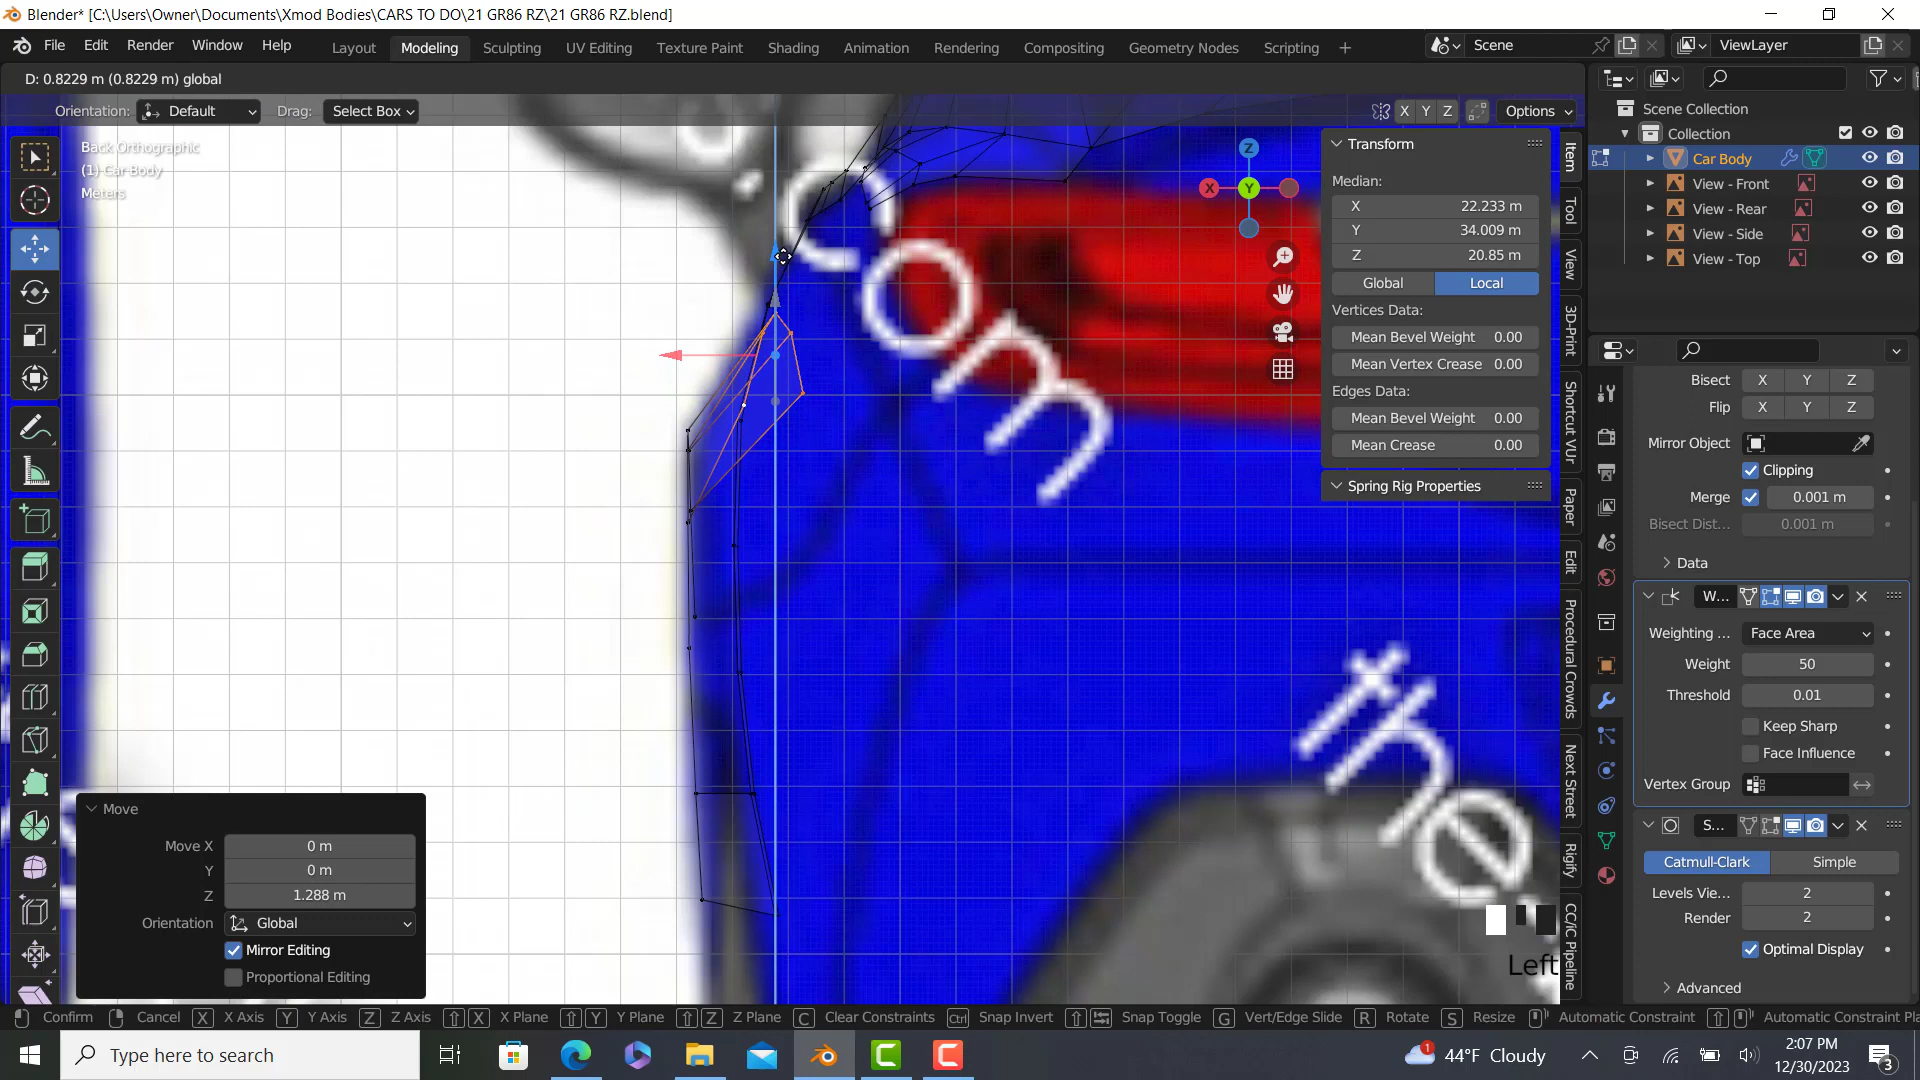 Blender* [C:\Users\Owner\Documents\Xmod Bodies\CARS TO DO\21 GR86 RZ\21 GR86 RZ.blend]
File Edit Render Window Help Layout Modeling Sculpting UV Editing Texture Paint Shading Animation Rendering Compositing Geometry Nodes Scripting + Scene ViewLayer
D: 0.8229 m (0.8229 m) global
Orientation: Default Drag: Select Box X Y Z Options
Back Orthographic
(1) Car Body
Meters
Com
the
Z
X
Y
Transform
Median:
X 22.233 m
Y 34.009 m
Z 20.85 m
Global Local
Vertices Data:
Mean Bevel Weight 0.00
Mean Vertex Crease 0.00
Edges Data:
Mean Bevel Weight 0.00
Mean Crease 0.00
Spring Rig Properties
Item
Tool
View
3D-Print
Shortcut VUr
Paper
Edit
Procedural Crowds
Next Street
Rigify
CC/iC Pipeline
Scene Collection
Collection
Car Body
View - Front
View - Rear
View - Side
View - Top
Bisect X Y Z
Flip X Y Z
Mirror Object
Clipping
Merge 0.001 m
Bisect Dist... 0.001 m
Data
W...
Weighting ... Face Area
Weight 50
Threshold 0.01
Keep Sharp
Face Influence
Vertex Group
S...
Catmull-Clark Simple
Levels Vie... 2
Render 2
Optimal Display
Advanced
Move
Move X 0 m
Y 0 m
Z 1.288 m
Orientation Global
Mirror Editing
Proportional Editing
Left
Confirm Cancel X X Axis Y Y Axis Z Z Axis X X Plane Y Y Plane Z Z Plane C Clear Constraints Ctrl Snap Invert Snap Toggle G Vert/Edge Slide R Rotate S Resize Automatic Constraint Automatic Constraint Pla
Type here to search
1
44°F Cloudy
2:07 PM
12/30/2023
3